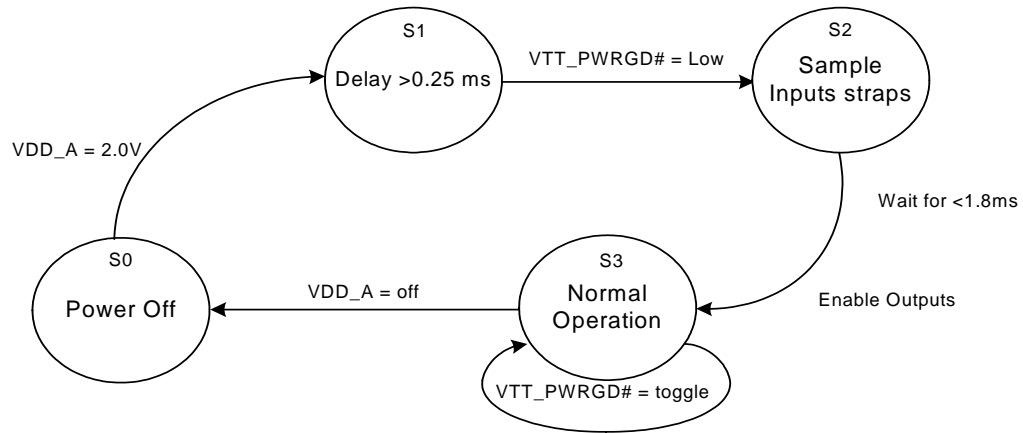 S1
Delay >0.25 ms
VTT_PWRGD# = Low
S2
Sample
Inputs straps
VDD_A = 2.0V
Wait for <1.8ms
S0
Power Off
VDD_A = off
S3
Normal
Operation
Enable Outputs
VTT_PWRGD# = toggle